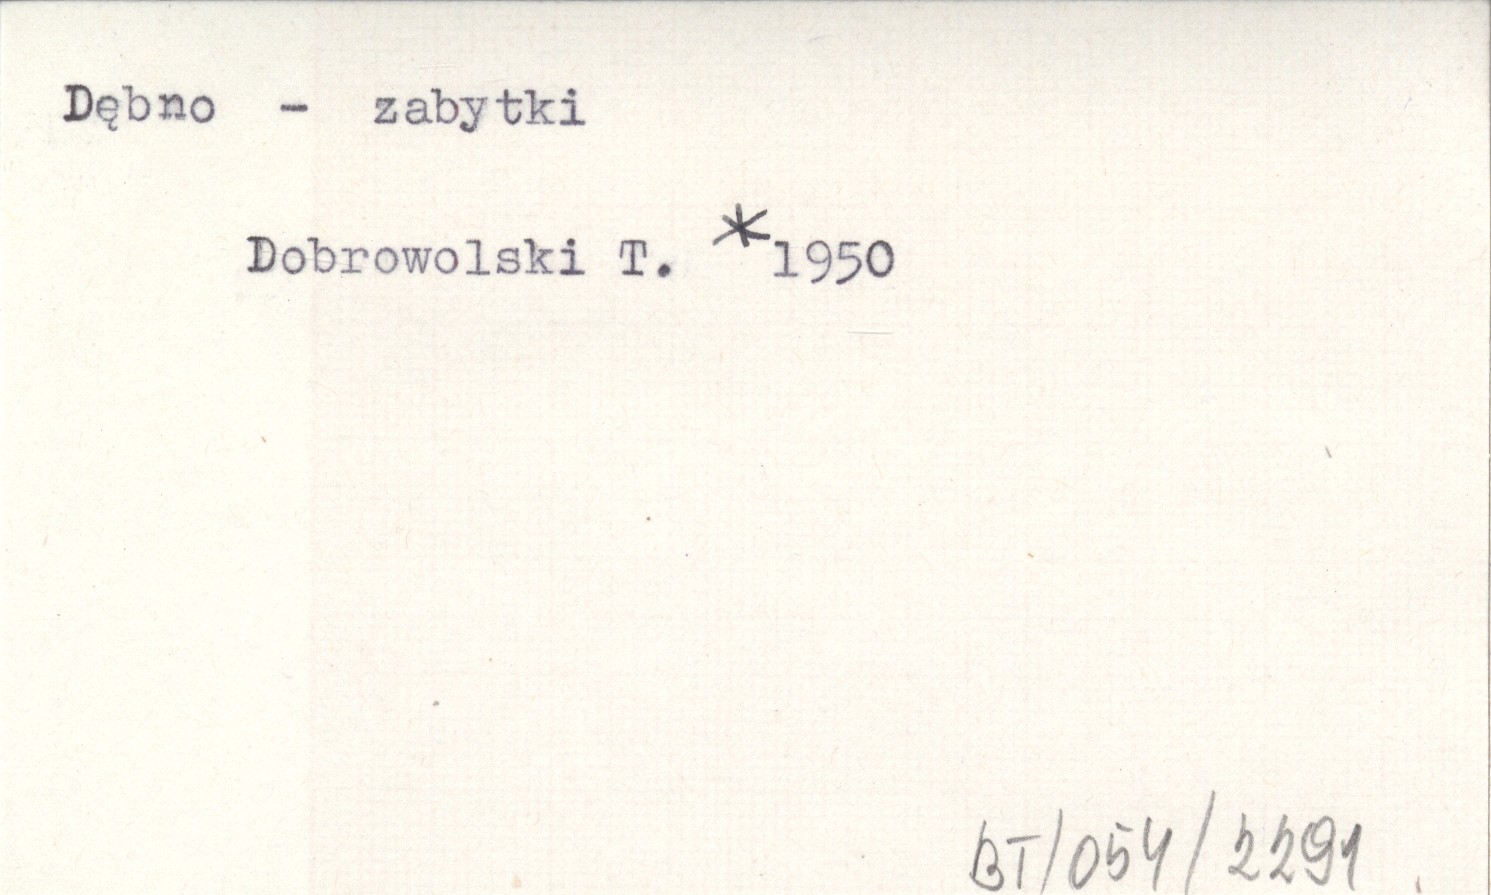 Dębno - zabytki
Dobrowolski T. *1950
BT/054/2291